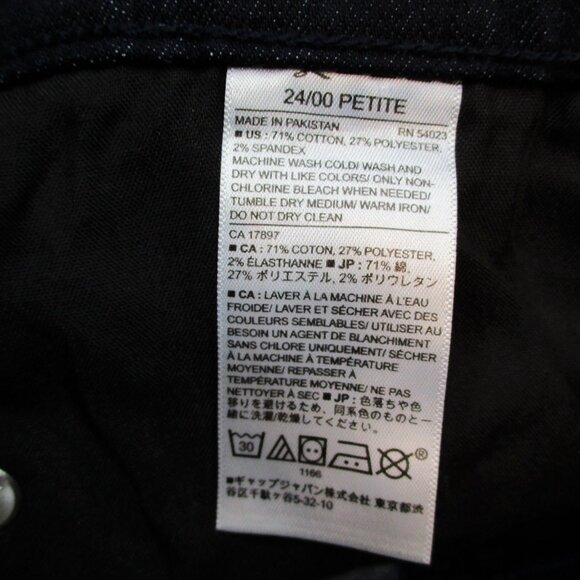 24/00 PETITE
MADE IN PAKISTAN RN 54023
■ US : 71% COTTON, 27% POLYESTER,
2% SPANDEX
MACHINE WASH COLD/ WASH AND
DRY WITH LIKE COLORS/ ONLY NON-
CHLORINE BLEACH WHEN NEEDED/
TUMBLE DRY MEDIUM/ WARM IRON/
DO NOT DRY CLEAN
CA 17897
■ CA : 71% COTON, 27% POLYESTER,
2% ÉLASTHANNE ■ JP : 71% 綿,
27% ポリエステル, 2% ポリウレタン
■ CA : LAVER À LA MACHINE À L'EAU
FROIDE/ LAVER ET SÉCHER AVEC DES
COULEURS SEMBLABLES/ UTILISER AU
BESOIN UN AGENT DE BLANCHIMENT
SANS CHLORE UNIQUEMENT/ SÉCHER
À LA MACHINE À TEMPÉRATURE
MOYENNE/ REPASSER À
TEMPÉRATURE MOYENNE/ NE PAS
NETTOYER À SEC ■ JP : 色落ちや色
移りを避けるため、同系色のものと一
緒に洗濯/乾燥してください。
30 ®
1166
■ギャップジャパン株式会社 東京都渋
谷区千駄ヶ谷5-32-10